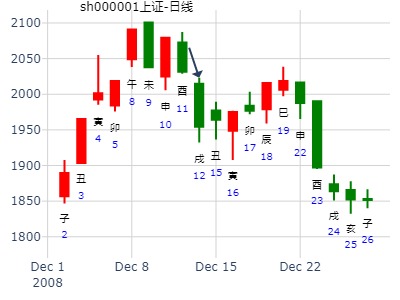 sh000001上证-日线
2100
2050
2000
1950
1900
1850
1800
子
2
丑
3
寅
4
卯
5
午
8
未
9
申
10
酉
11
戌
12
丑
15
寅
16
卯
17
辰
18
巳
19
申
22
酉
23
戌
24
亥
25
子
26
Dec 1
2008
Dec 8
Dec 15
Dec 22